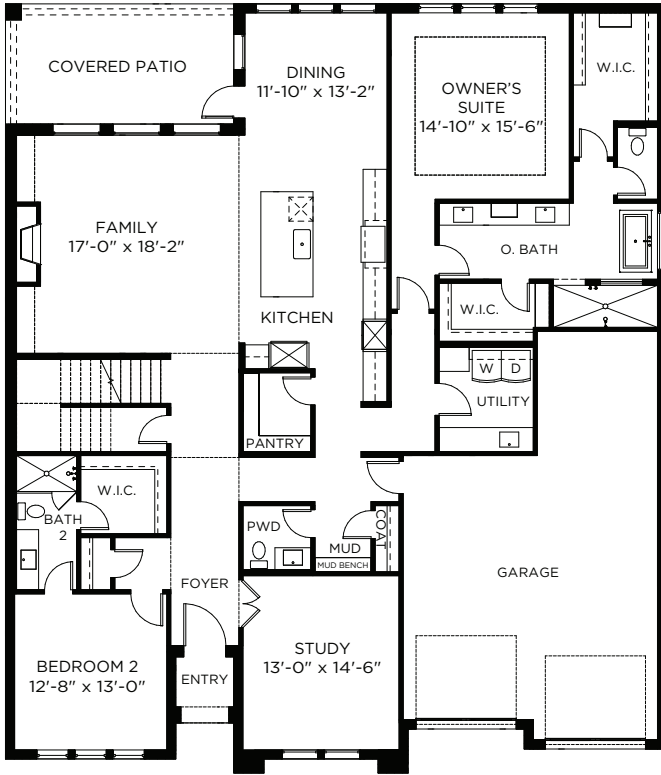 COVERED PATIO
DINING
11'-10" x 13'-2"
OWNER'S
SUITE
14'-10" x 15'-6"
W.I.C.
FAMILY
17'-0" x 18'-2"
O. BATH
KITCHEN
W.I.C.
W D
UTILITY
PANTRY
W.I.C.
BATH
2
PWD
MUD
MUD BENCH
COAT
GARAGE
FOYER
STUDY
13'-0" x 14'-6"
BEDROOM 2
12'-8" x 13'-0"
ENTRY